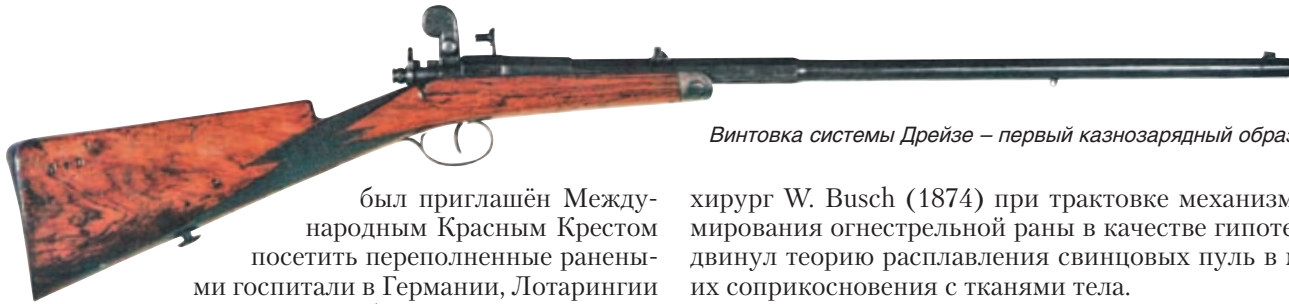 Винтовка системы Дрейзе – первый казнозарядный образ
был приглашён Между-
народным Красным Крестом
посетить переполненные ранены-
ми госпитали в Германии, Лотарингии
хирург W. Busch (1874) при трактовке механизм
мирования огнестрельной раны в качестве гипоте
двинул теорию расплавления свинцовых пуль в
их соприкосновения с тканями тела.